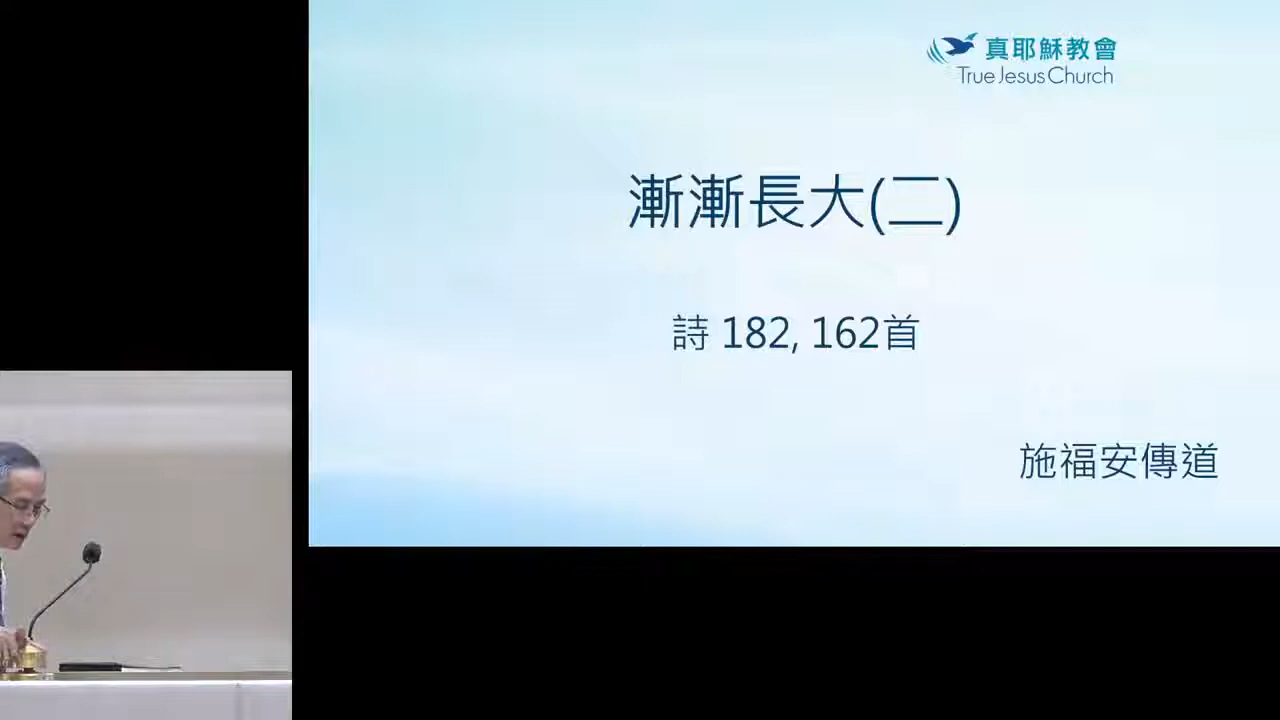 真耶穌教會
True Jesus Church
漸漸長大(二)
詩 182, 162首
施福安傳道